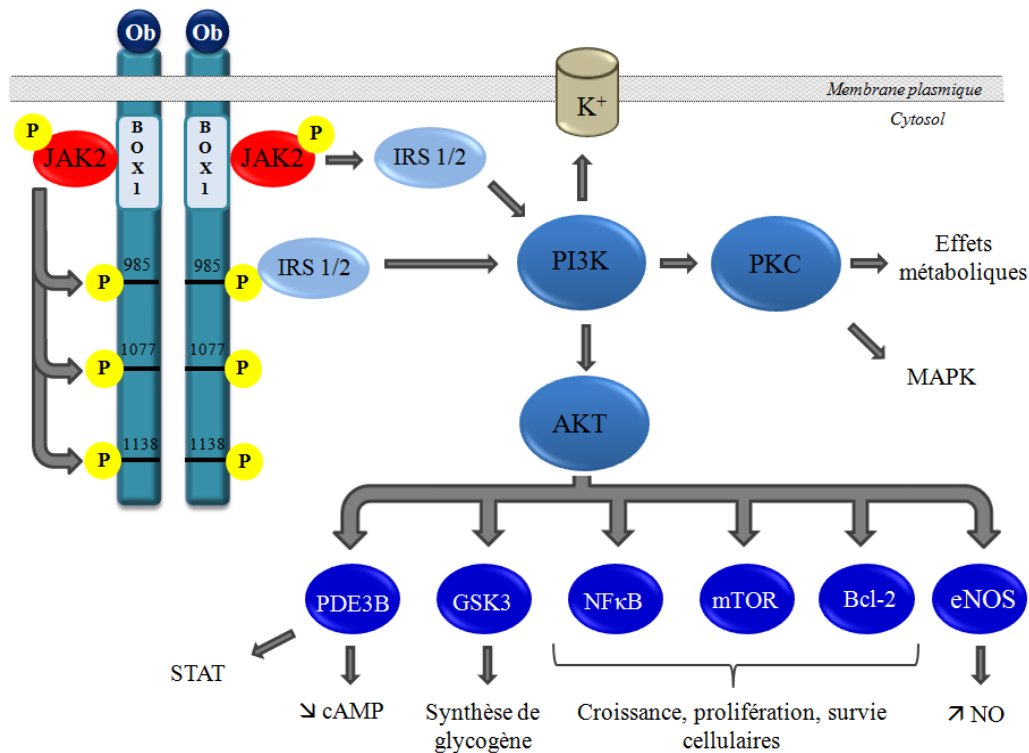 Ob
Ob
K⁺
Membrane plasmique
Cytosol
P
JAK2
BOX1
BOX1
JAK2
P
IRS 1/2
P
985
985
P
IRS 1/2
PI3K
PKC
Effets
métaboliques
P
1077
1077
P
MAPK
AKT
P
1138
1138
P
PDE3B
GSK3
NFκB
mTOR
Bcl-2
eNOS
STAT
↘ cAMP
Synthèse de
glycogène
Croissance, prolifération, survie
cellulaires
↗ NO